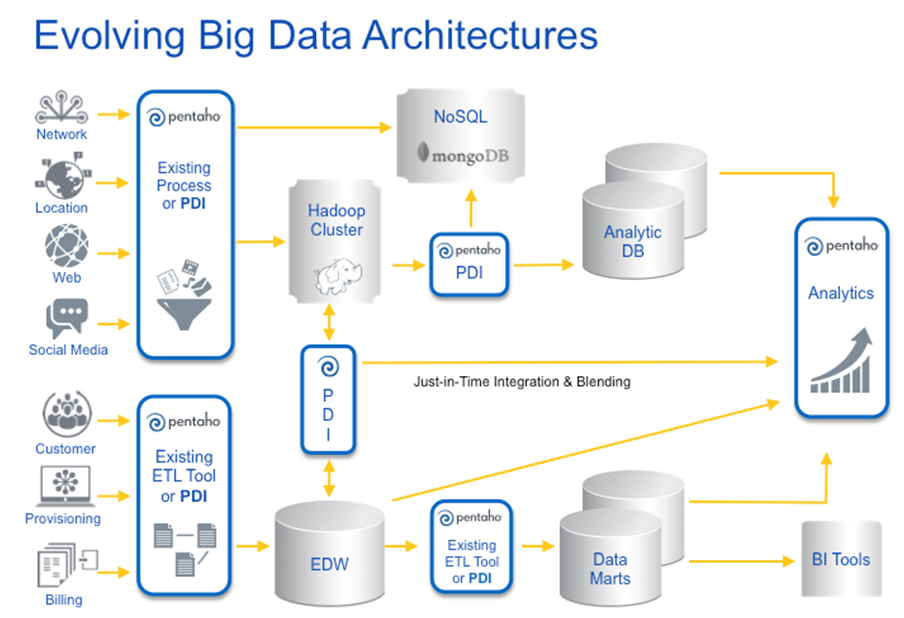 Evolving Big Data Architectures
Network
Location
Web
Social Media
pentaho
Existing
Process
or PDI
NoSQL
mongoDB
Hadoop
Cluster
pentaho
PDI
Analytic
DB
pentaho
Analytics
P
D
I
Just-in-Time Integration & Blending
Customer
Provisioning
Billing
pentaho
Existing
ETL Tool
or PDI
EDW
pentaho
Existing
ETL Tool
or PDI
Data
Marts
BI Tools